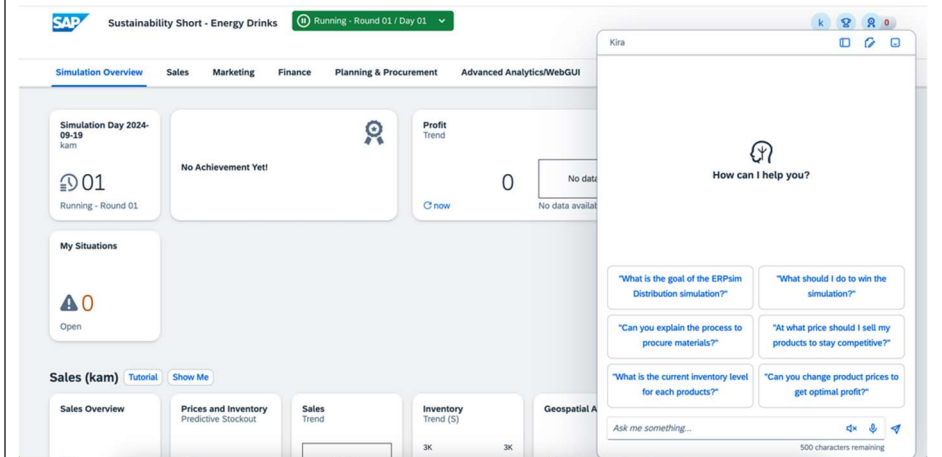 SAP
Sustainability Short - Energy Drinks
Running - Round 01 / Day 01
k
0
Simulation Overview
Sales
Marketing
Finance
Planning & Procurement
Advanced Analytics/WebGUI
Simulation Day 2024-
09-19
kam
01
Running - Round 01
No Achievement Yet!
Profit
Trend
0
now
No data
No data availat
My Situations
0
Open
Sales (kam)
Tutorial
Show Me
Sales Overview
Prices and Inventory
Predictive Stockout
Sales
Trend
Inventory
Trend (S)
3K
3K
Geospatial A
Kira
How can I help you?
"What is the goal of the ERPsim
Distribution simulation?"
"What should I do to win the
simulation?"
"Can you explain the process to
procure materials?"
"At what price should I sell my
products to stay competitive?"
"What is the current inventory level
for each products?"
"Can you change product prices to
get optimal profit?"
Ask me something...
500 characters remaining